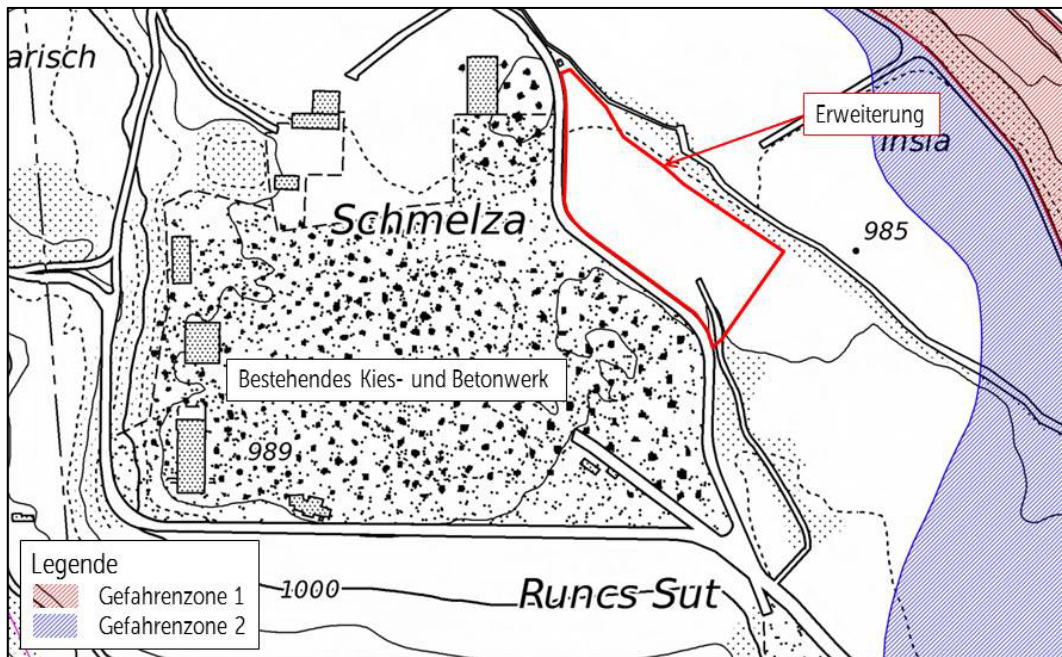 arisch
Erweiterung
Insla
Schmelza
985
Bestehendes Kies- und Betonwerk
989
Legende
Gefahrenzone 1
Gefahrenzone 2
1000
Runcs Sut